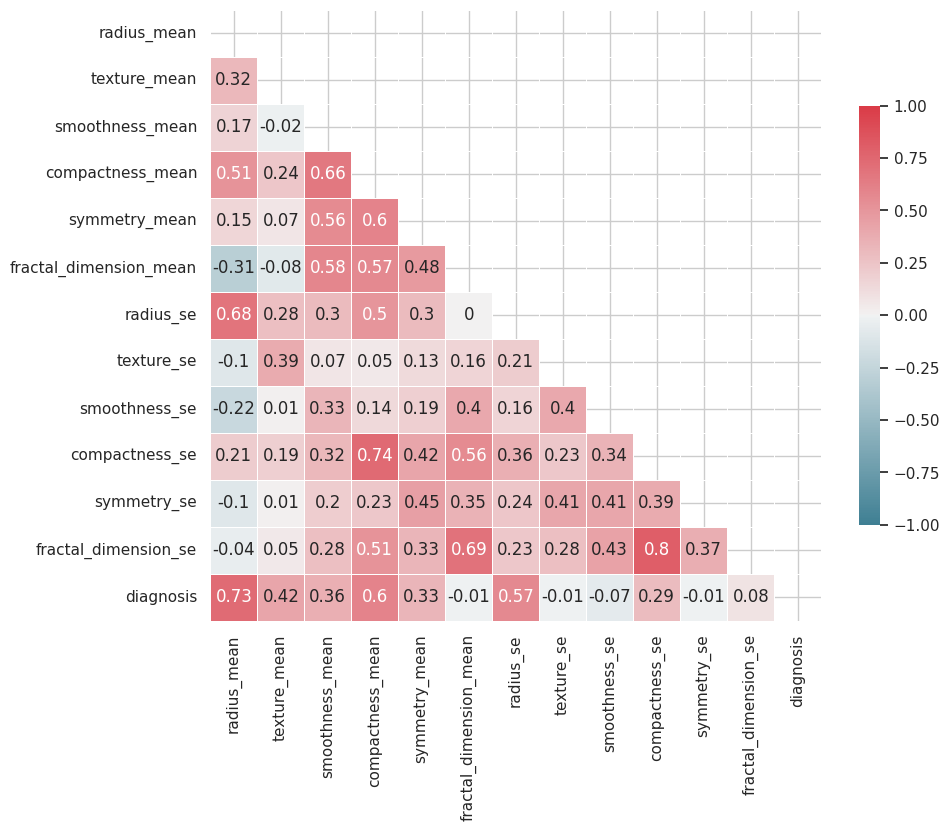 radius_mean
texture_mean 0.32
smoothness_mean 0.17 -0.02
compactness_mean 0.51 0.24 0.66
symmetry_mean 0.15 0.07 0.56 0.6
fractal_dimension_mean -0.31 -0.08 0.58 0.57 0.48
radius_se 0.68 0.28 0.3 0.5 0.3 0
texture_se -0.1 0.39 0.07 0.05 0.13 0.16 0.21
smoothness_se -0.22 0.01 0.33 0.14 0.19 0.4 0.16 0.4
compactness_se 0.21 0.19 0.32 0.74 0.42 0.56 0.36 0.23 0.34
symmetry_se -0.1 0.01 0.2 0.23 0.45 0.35 0.24 0.41 0.41 0.39
fractal_dimension_se -0.04 0.05 0.28 0.51 0.33 0.69 0.23 0.28 0.43 0.8 0.37
diagnosis 0.73 0.42 0.36 0.6 0.33 -0.01 0.57 -0.01 -0.07 0.29 -0.01 0.08
radius_mean
texture_mean
smoothness_mean
compactness_mean
symmetry_mean
fractal_dimension_mean
radius_se
texture_se
smoothness_se
compactness_se
symmetry_se
fractal_dimension_se
diagnosis
1.00
0.75
0.50
0.25
0.00
−0.25
−0.50
−0.75
−1.00